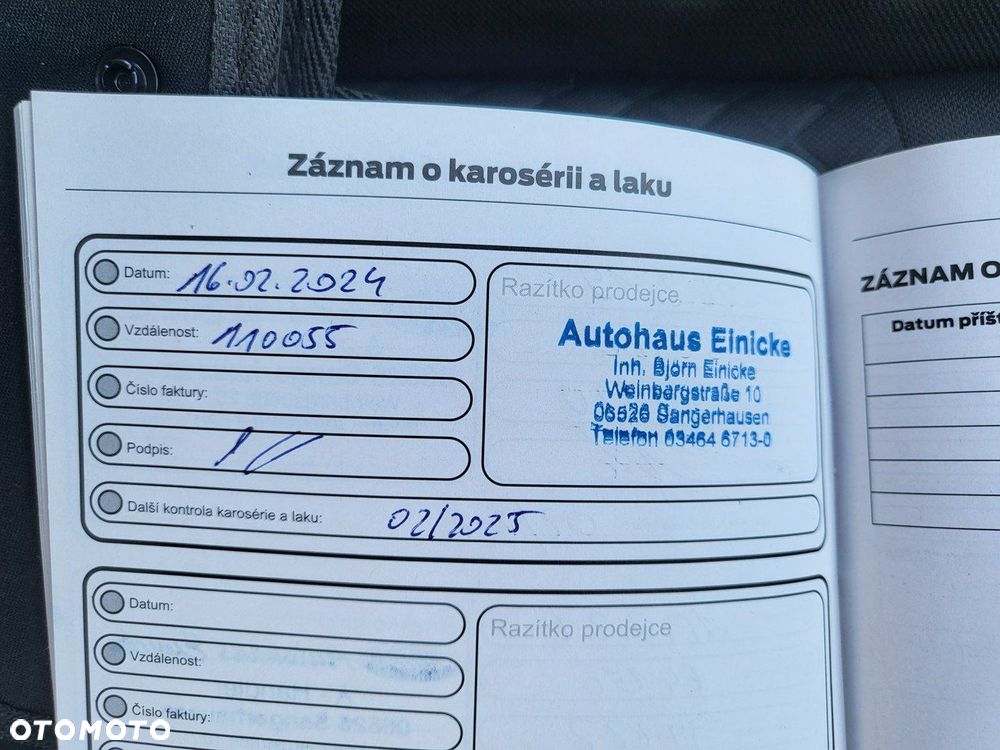 Záznam o karosérii a laku
Datum: 16.02.2024
Vzdálenost: 110055
Číslo faktury:
Podpis:
Další kontrola karosérie a laku: 02/2025
Razítko prodejce
Autohaus Einicke
Inh. Björn Einicke
Weinbergstraße 10
06526 Sangerhausen
Telefon 03464 5713-0
Datum:
Vzdálenost:
Číslo faktury:
Razítko prodejce
ZÁZNAM O
Datum příšt
OTOMOTO